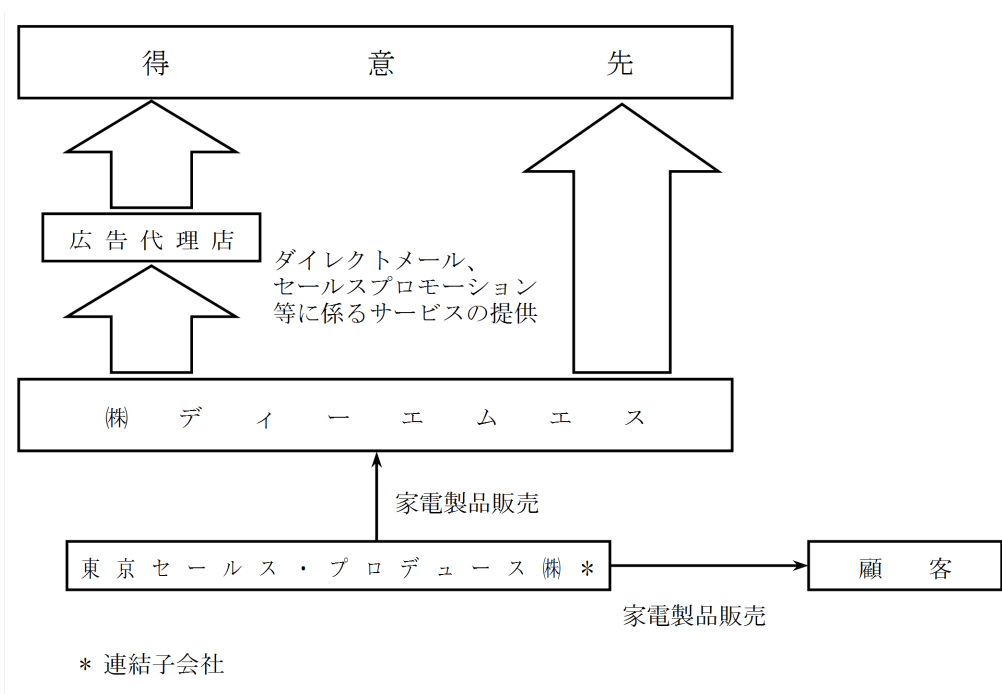 得意先
広告代理店
ダイレクトメール、
セールスプロモーション
等に係るサービスの提供
㈱ディーエムエス
家電製品販売
東京セールス・プロデュース㈱*
顧客
家電製品販売
* 連結子会社